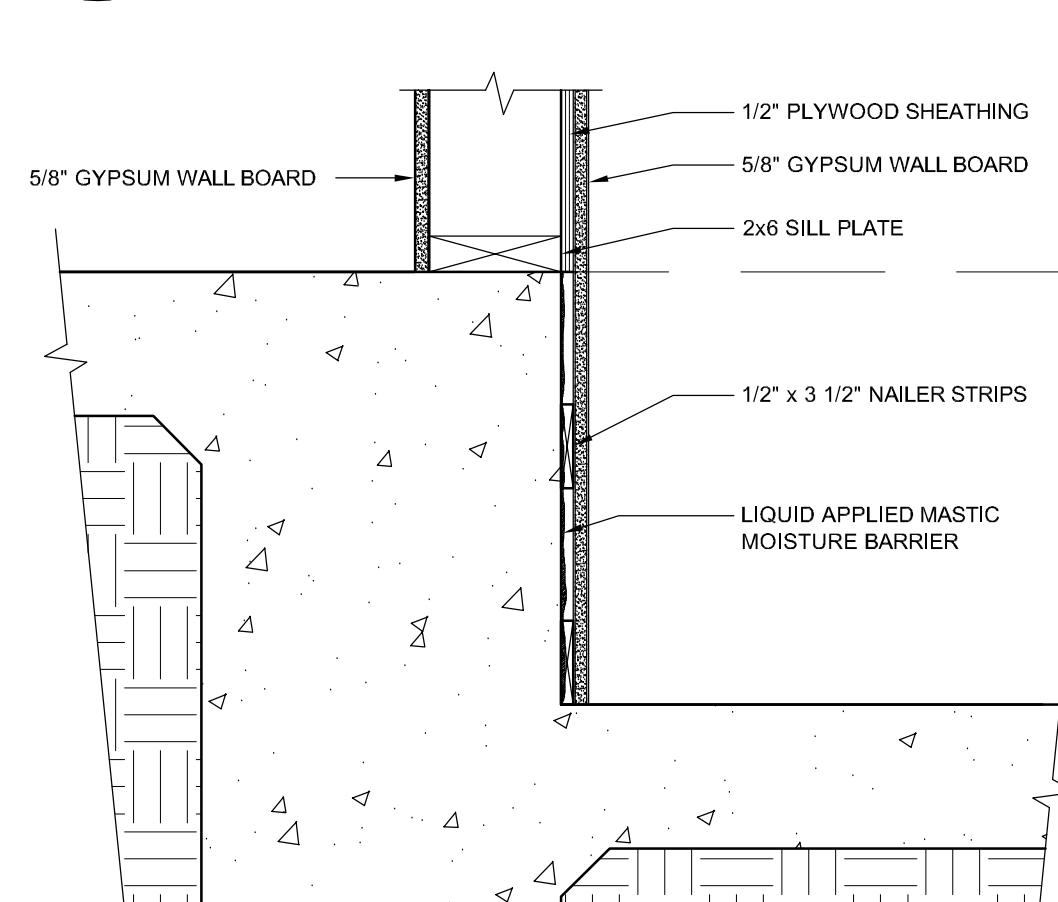 1/2" PLYWOOD SHEATHING
5/8" GYPSUM WALL BOARD
5/8" GYPSUM WALL BOARD
2x6 SILL PLATE
1/2" x 3 1/2" NAILER STRIPS
LIQUID APPLIED MASTIC
MOISTURE BARRIER